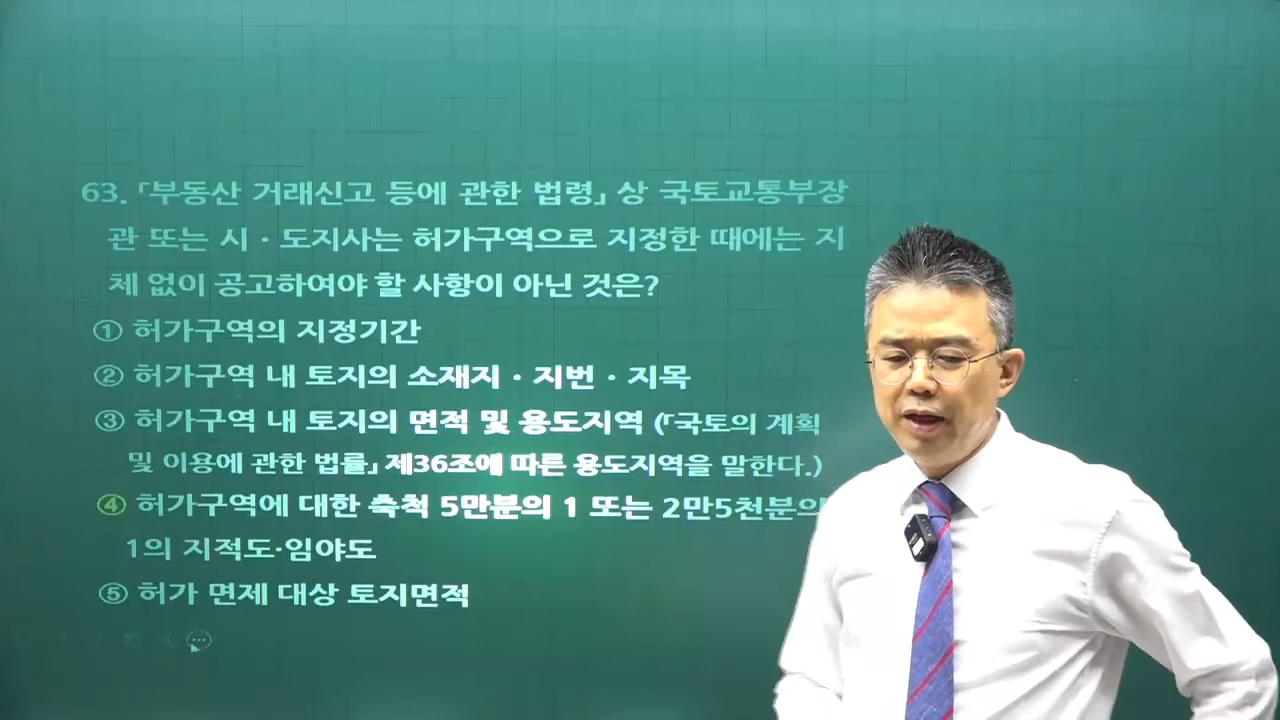 63. 「부동산 거래신고 등에 관한 법령」 상 국토교통부장
관 또는 시·도지사는 허가구역으로 지정한 때에는 지
체 없이 공고하여야 할 사항이 아닌 것은?
① 허가구역의 지정기간
② 허가구역 내 토지의 소재지·지번·지목
③ 허가구역 내 토지의 면적 및 용도지역 (「국토의 계획
및 이용에 관한 법률」 제36조에 따른 용도지역을 말한다.)
④ 허가구역에 대한 축척 5만분의 1 또는 2만5천분의
1의 지적도·임야도
⑤ 허가 면제 대상 토지면적